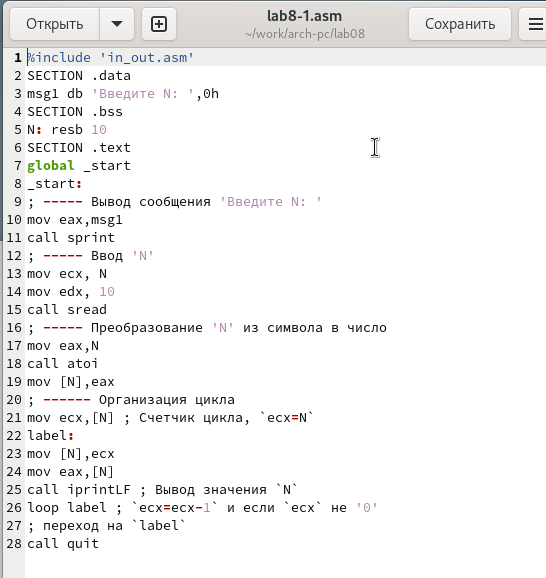 Открыть
lab8-1.asm
~/work/arch-pc/lab08
Сохранить
1 %include 'in_out.asm'
2 SECTION .data
3 msg1 db 'Введите N: ',0h
4 SECTION .bss
5 N: resb 10
6 SECTION .text
7 global _start
8 _start:
9 ; ----- Вывод сообщения 'Введите N: '
10 mov eax,msg1
11 call sprint
12 ; ----- Ввод 'N'
13 mov ecx, N
14 mov edx, 10
15 call sread
16 ; ----- Преобразование 'N' из символа в число
17 mov eax,N
18 call atoi
19 mov [N],eax
20 ; ------ Организация цикла
21 mov ecx,[N] ; Счетчик цикла, `ecx=N`
22 label:
23 mov [N],ecx
24 mov eax,[N]
25 call iprintLF ; Вывод значения `N`
26 loop label ; `ecx=ecx-1` и если `ecx` не '0'
27 ; переход на `label`
28 call quit